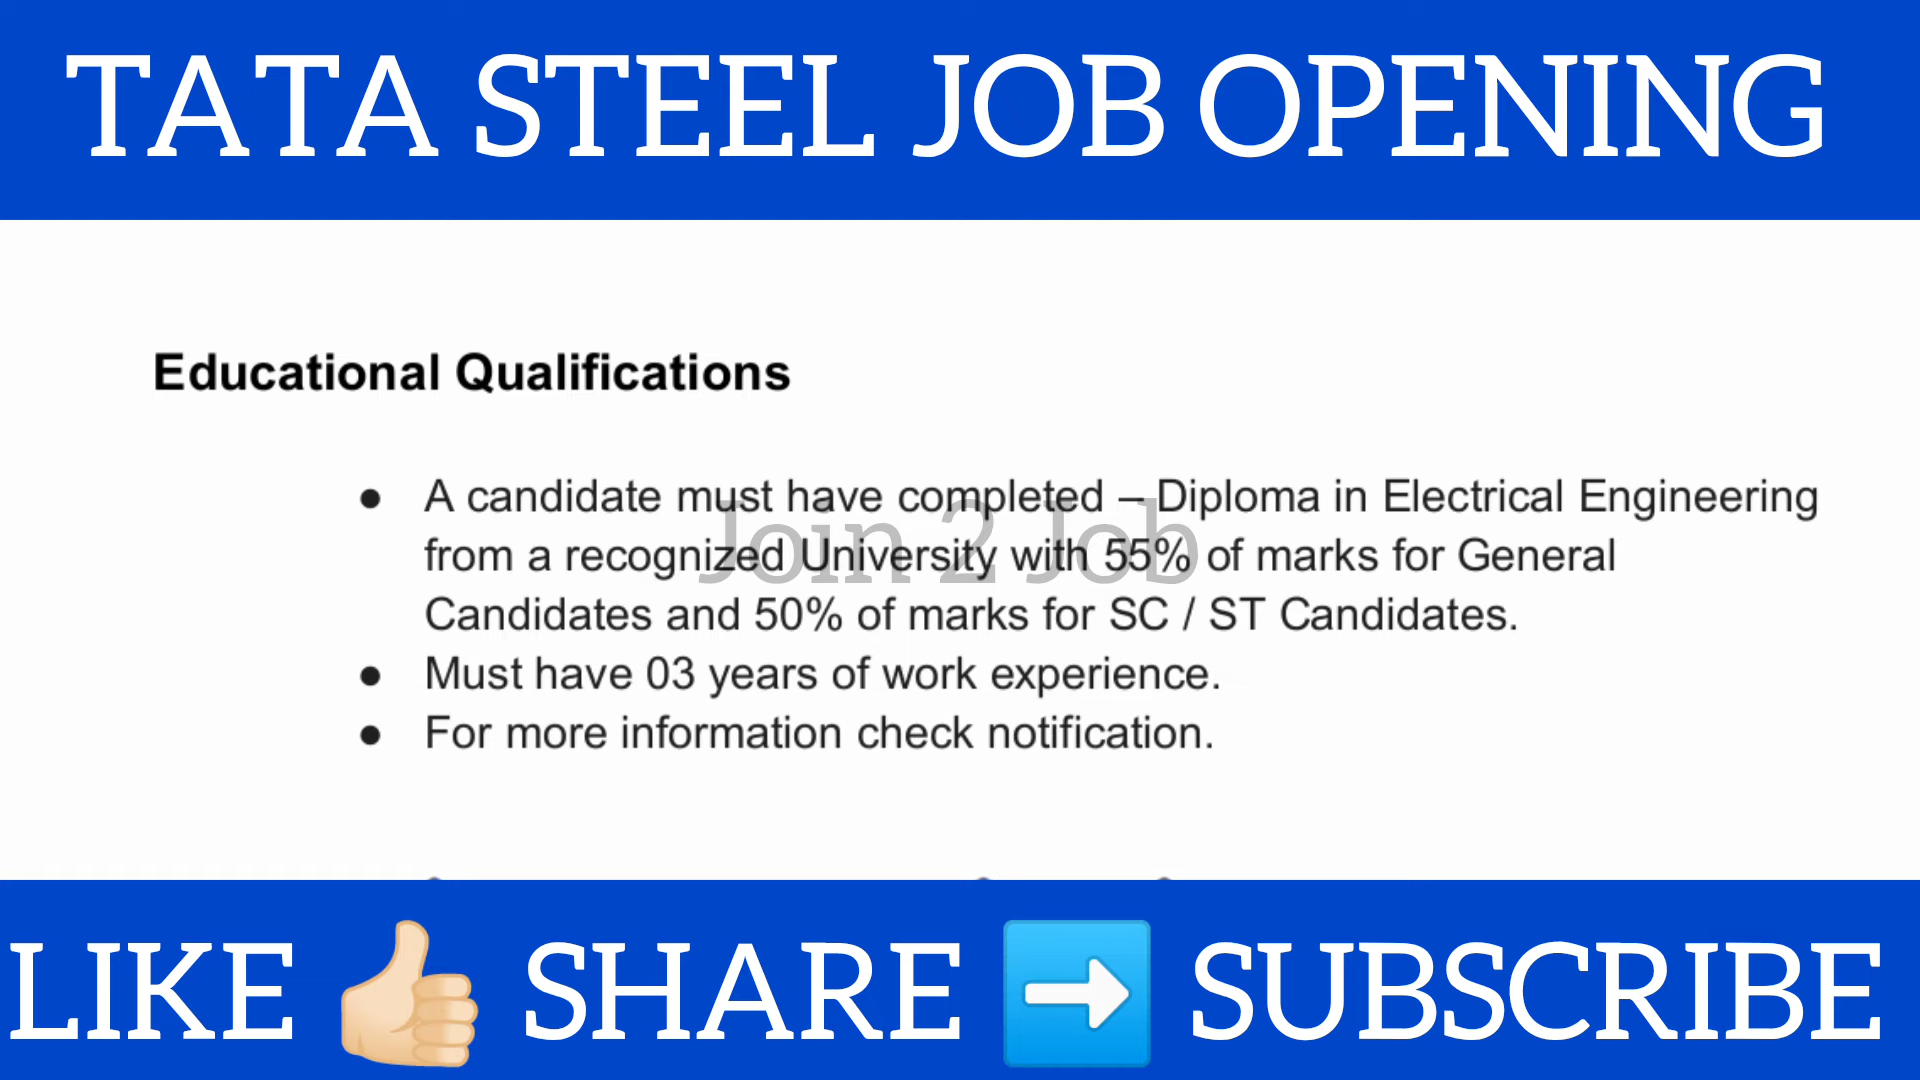 TATA STEEL JOB OPENING
Educational Qualifications
● A candidate must have completed – Diploma in Electrical Engineering
from a recognized University with 55% of marks for General
Candidates and 50% of marks for SC / ST Candidates.
● Must have 03 years of work experience.
● For more information check notification.
Join 2 Job
LIKE 👍🏻 SHARE ➡️ SUBSCRIBE